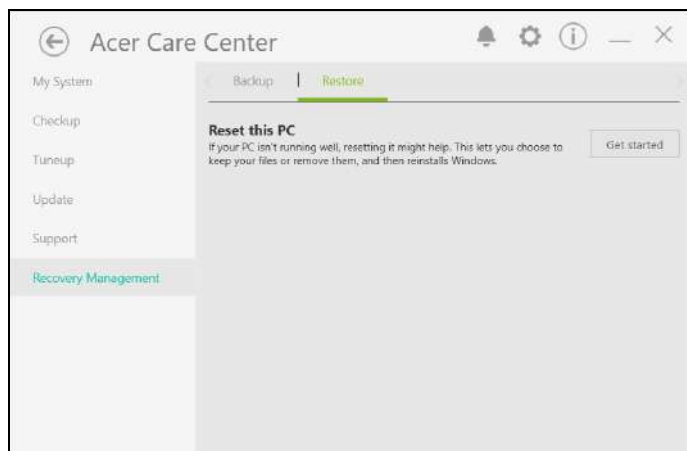 Acer Care Center
My System
Checkup
Tuneup
Update
Support
Recovery Management
Backup
Restore
Reset this PC
If your PC isn't running well, resetting it might help. This lets you choose to
keep your files or remove them, and then reinstalls Windows.
Get started